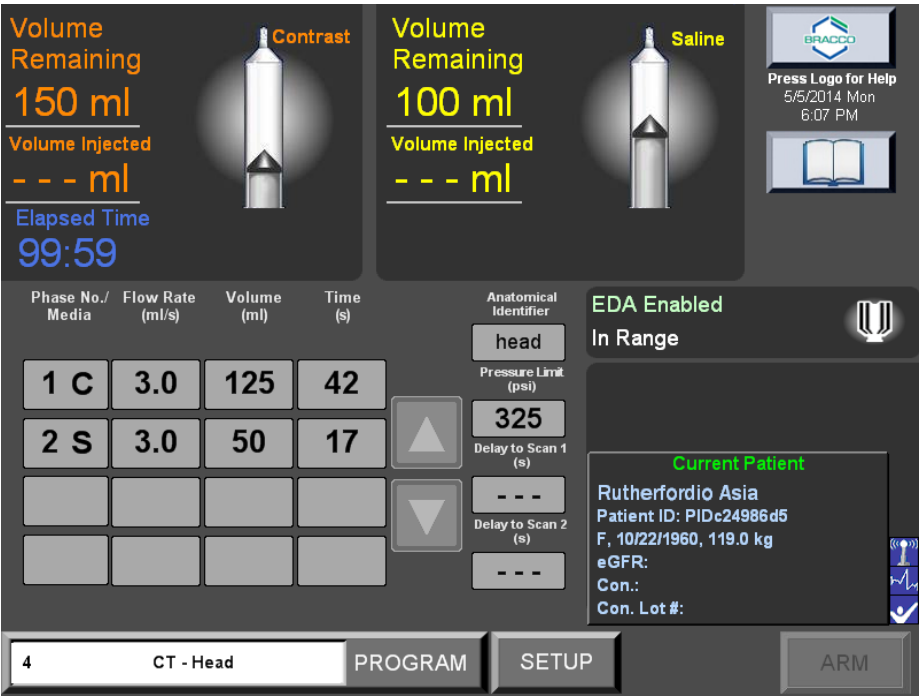 Volume
Remaining
150 ml
Volume Injected
- - - ml
Elapsed Time
99:59
Contrast
Volume
Remaining
100 ml
Volume Injected
- - - ml
Saline
BRACCO
Press Logo for Help
5/5/2014 Mon
6:07 PM
Phase No./ Media Flow Rate (ml/s) Volume (ml) Time (s)
1 C 3.0 125 42
2 S 3.0 50 17
Anatomical
Identifier
head
Pressure Limit
(psi)
325
Delay to Scan 1
(s)
- - -
Delay to Scan 2
(s)
- - -
EDA Enabled
In Range
Current Patient
Rutherfordio Asia
Patient ID: PIDc24986d5
F, 10/22/1960, 119.0 kg
eGFR:
Con.:
Con. Lot #:
4 CT - Head PROGRAM SETUP ARM